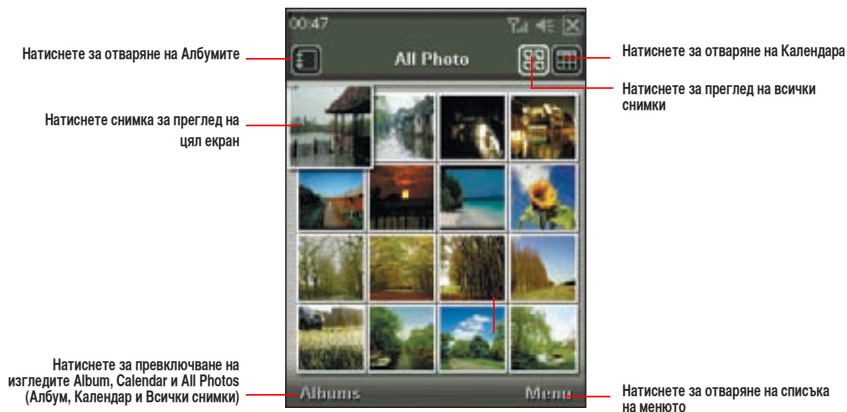 00:47
Натиснете за отваряне на Албумите
All Photo
Натиснете за отваряне на Календара
Натиснете за преглед на всички
снимки
Натиснете снимка за преглед на
цял екран
Натиснете за превключване на
изгледите Album, Calendar и All Photos
(Албум, Календар и Всички снимки)
Albums
Menu
Натиснете за отваряне на списъка
на менюто